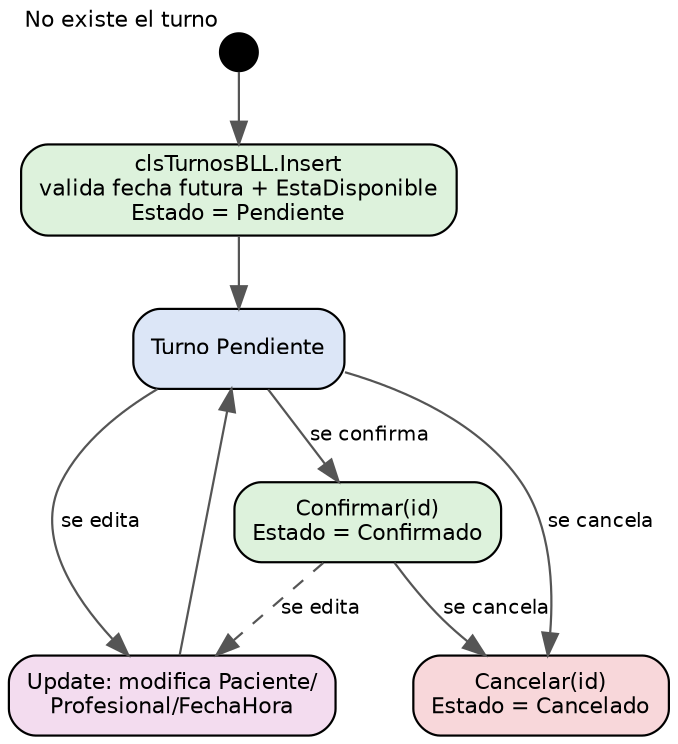 No existe el turno
clsTurnosBLL.Insert
valida fecha futura + EstaDisponible
Estado = Pendiente
Turno Pendiente
se confirma
se edita
Confirmar(id)
Estado = Confirmado
se cancela
se edita
se cancela
Update: modifica Paciente/
Profesional/FechaHora
Cancelar(id)
Estado = Cancelado